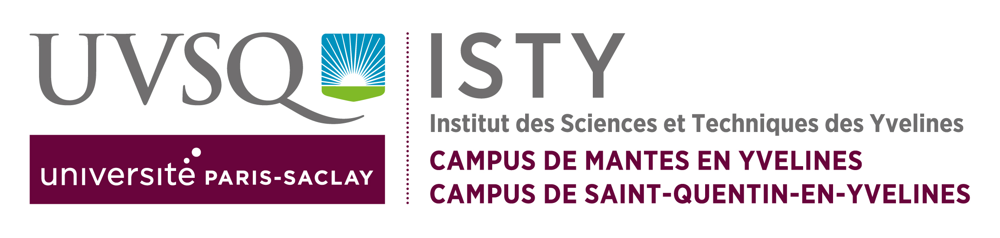 UVSQ
université PARIS-SACLAY
ISTY
Institut des Sciences et Techniques des Yvelines
CAMPUS DE MANTES EN YVELINES
CAMPUS DE SAINT-QUENTIN-EN-YVELINES